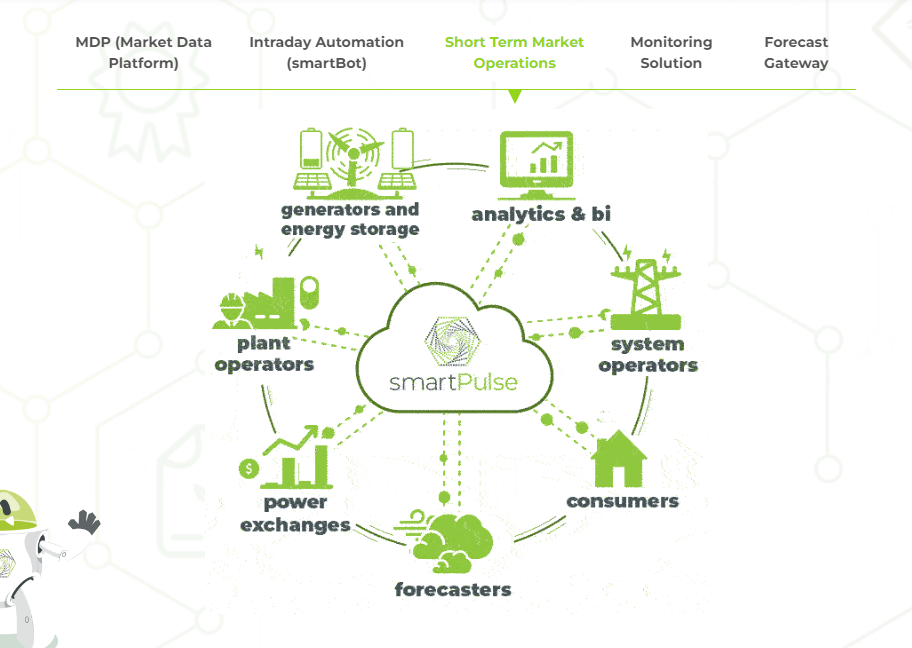 MDP (Market Data
Platform)
Intraday Automation
(smartBot)
Short Term Market
Operations
Monitoring
Solution
Forecast
Gateway
generators and
energy storage
analytics & bi
plant
operators
system
operators
smartPulse
$
power
exchanges
consumers
forecasters